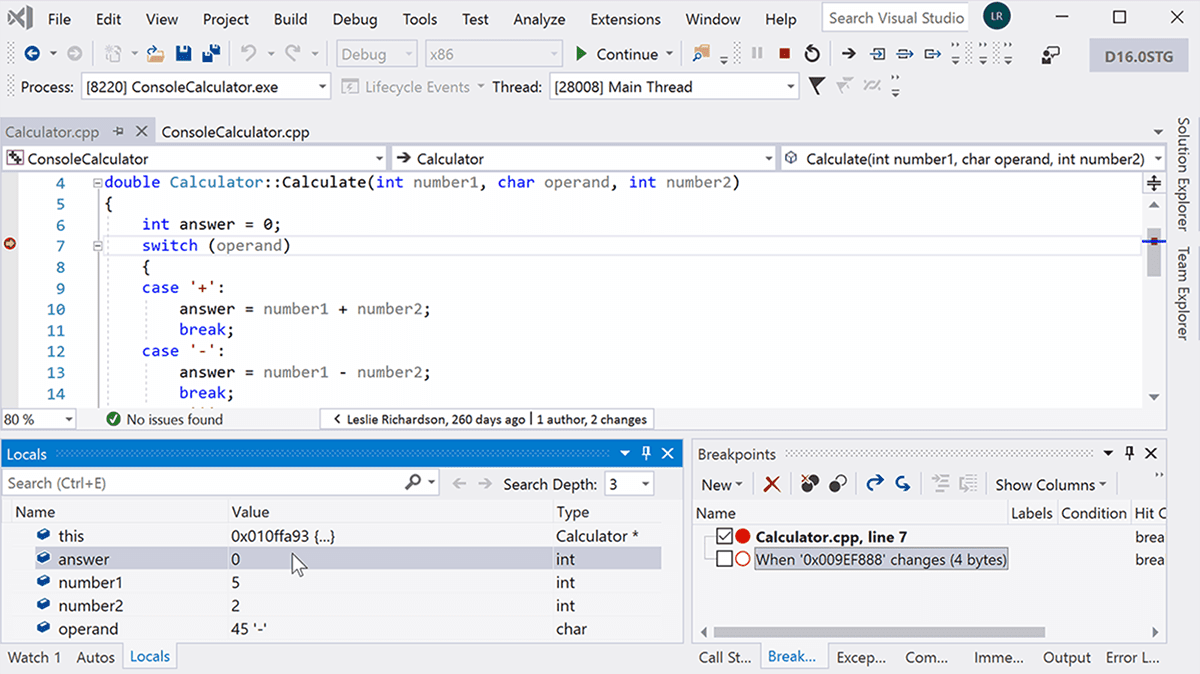 File Edit View Project Build Debug Tools Test Analyze Extensions Window Help Search Visual Studio LR
Debug x86 Continue D16.0STG
Process: [8220] ConsoleCalculator.exe Lifecycle Events Thread: [28008] Main Thread
Calculator.cpp ConsoleCalculator.cpp
ConsoleCalculator Calculator Calculate(int number1, char operand, int number2)
4 double Calculator::Calculate(int number1, char operand, int number2)
5 {
6 int answer = 0;
7 switch (operand)
8 {
9 case '+':
10 answer = number1 + number2;
11 break;
12 case '-':
13 answer = number1 - number2;
14 break;
Solution Explorer
Team Explorer
80 % No issues found Leslie Richardson, 260 days ago | 1 author, 2 changes
Locals
Search (Ctrl+E) Search Depth: 3
Name Value Type
this 0x010ffa93 {...} Calculator *
answer 0 int
number1 5 int
number2 2 int
operand 45 '-' char
Watch 1 Autos Locals
Breakpoints
New Show Columns
Name Labels Condition Hit C
Calculator.cpp, line 7 brea
When '0x009EF888' changes (4 bytes) brea
Call St... Break... Excep... Com... Imme... Output Error L...